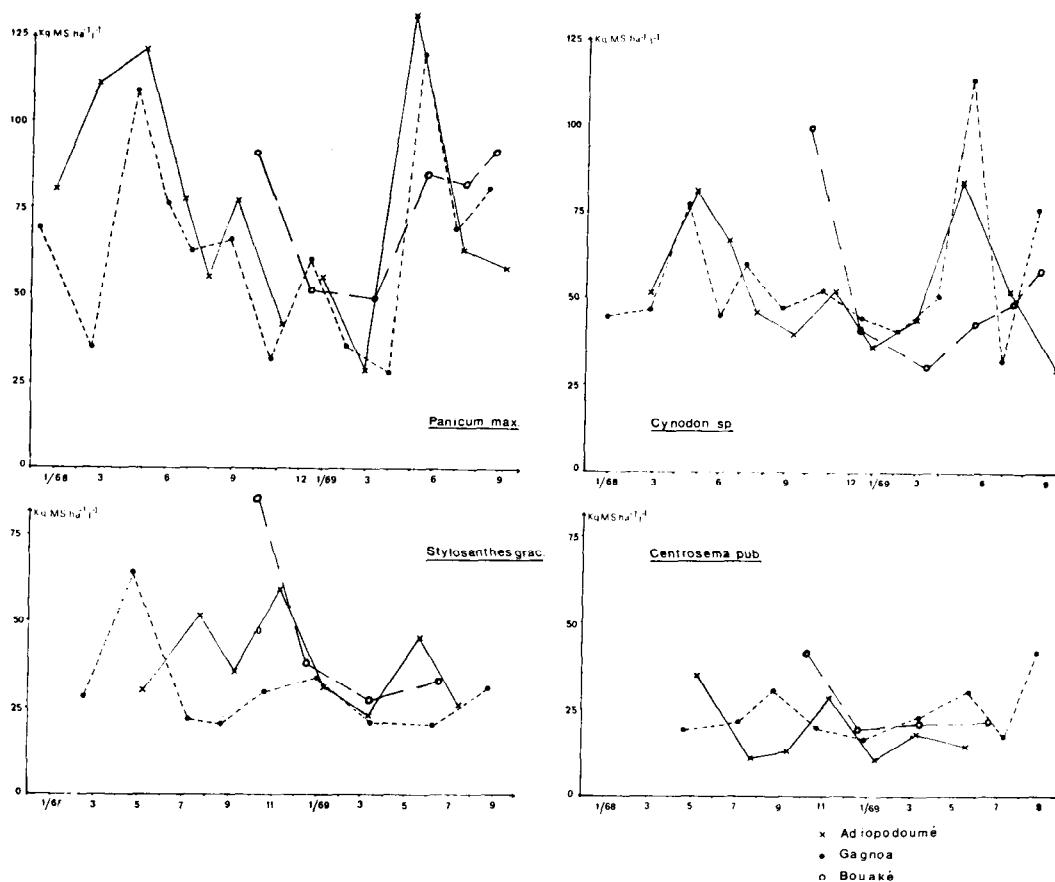 Kg MS ha⁻¹ j⁻¹
125
100
75
50
25
0
1/68 3 6 9 12 1/69 3 6 9
Panicum max.
Kg MS ha⁻¹ j⁻¹
125
100
75
50
25
0
1/68 3 6 9 12 1/69 3 6 9
Cynodon sp
Kg MS ha⁻¹ j⁻¹
75
50
25
0
3 5 7 9 11 1/69 3 5 7 9
Stylosanthes grac.
Kg MS ha⁻¹ j⁻¹
75
50
25
0
1/68 3 5 7 9 11 1/69 3 5 7
Centrosema pub
x Adiopodoumé
• Gagnoa
o Bouaké